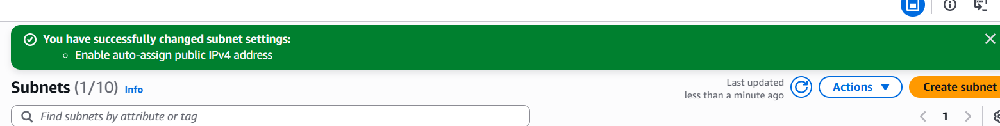 You have successfully changed subnet settings:
Enable auto-assign public IPv4 address
Subnets (1/10) Info
Last updated
less than a minute ago
Actions
Create subnet
Find subnets by attribute or tag
1